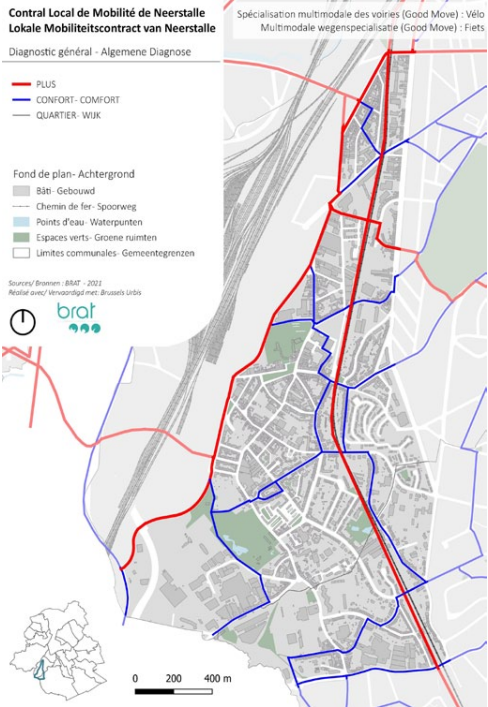 Contral Local de Mobilité de Neerstalle
Lokale Mobiliteitscontract van Neerstalle
Diagnostic général - Algemene Diagnose
Spécialisation multimodale des voiries (Good Move) : Vélo
Multimodale wegenspecialisatie (Good Move) : Fiets
PLUS
CONFORT- COMFORT
QUARTIER - WIJK
Fond de plan- Achtergrond
Bâti- Gebouwd
Chemin de fer- Spoorweg
Points d'eau - Waterpunten
Espaces verts- Groene ruimten
Limites communales- Gemeentegrenzen
Sources/ Bronnen : BRAT - 2021
Réalisé avec/ Vervaardigd met: Brussels Urbis
brat
0 200 400 m